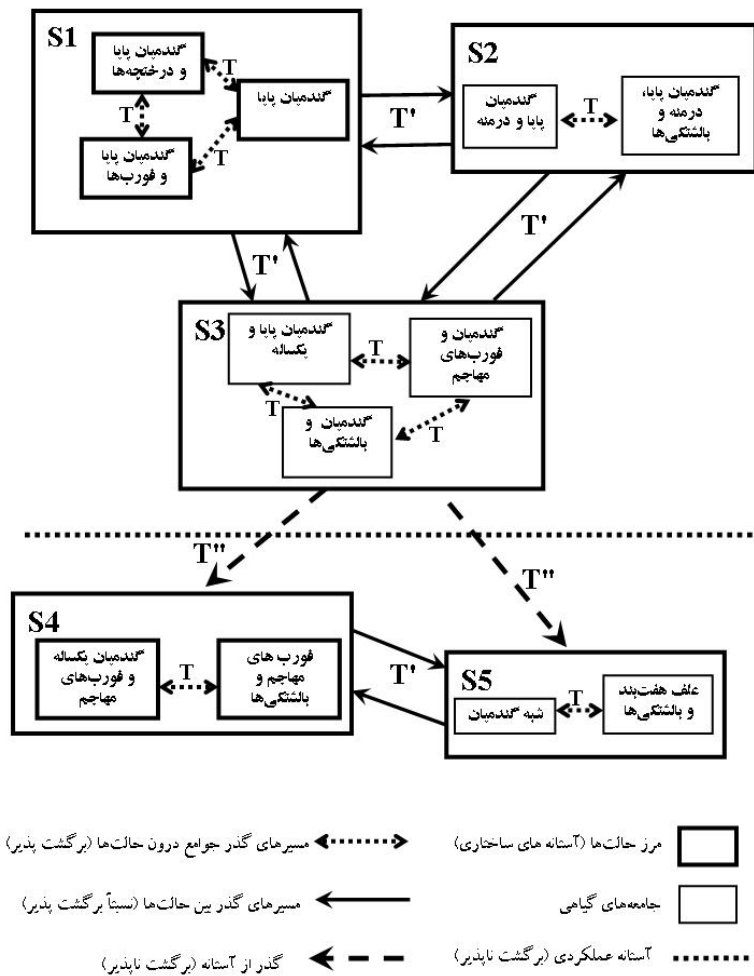 S1
گندمیان پایا
و درختچه‌ها
T
T
گندمیان پایا
T
گندمیان پایا
و فورب‌ها
T'
S2
گندمیان
پایا و درمنه
T
گندمیان پایا،
درمنه و
بالشتکی‌ها
T'
T'
S3
گندمیان پایا و
یکساله
T
گندمیان و
فورب‌های
مهاجم
T
گندمیان و
بالشتکی‌ها
T
T''
T''
S4
گندمیان یکساله
و فورب‌های
مهاجم
T
فورب های
مهاجم و
بالشتکی‌ها
T'
S5
شبه گندمیان
T
علف هفت‌بند
و بالشتکی‌ها
مرز حالت‌ها (آستانه های ساختاری)
مسیرهای گذر جوامع درون حالت‌ها (برگشت پذیر)
جامعه‌های گیاهی
مسیرهای گذر بین حالت‌ها (نسبتاً برگشت پذیر)
آستانه عملکردی (برگشت ناپذیر)
گذر از آستانه (برگشت ناپذیر)